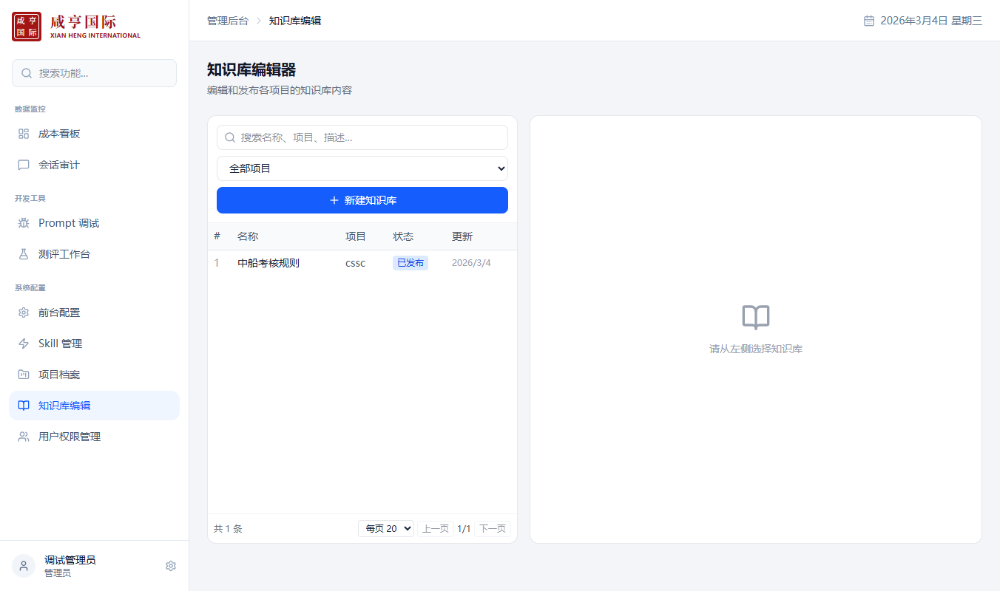 咸亨
国际
咸亨国际
XIAN HENG INTERNATIONAL
搜索功能...
数据监控
成本看板
会话审计
开发工具
Prompt 调试
测评工作台
系统配置
前台配置
Skill 管理
项目档案
知识库编辑
用户权限管理
调试管理员
管理员
管理后台 > 知识库编辑
2026年3月4日 星期三
知识库编辑器
编辑和发布各项目的知识库内容
搜索名称、项目、描述...
全部项目
+ 新建知识库
# 名称 项目 状态 更新
1 中船考核规则 cssc 已发布 2026/3/4
共 1 条 每页 20 上一页 1/1 下一页
请从左侧选择知识库